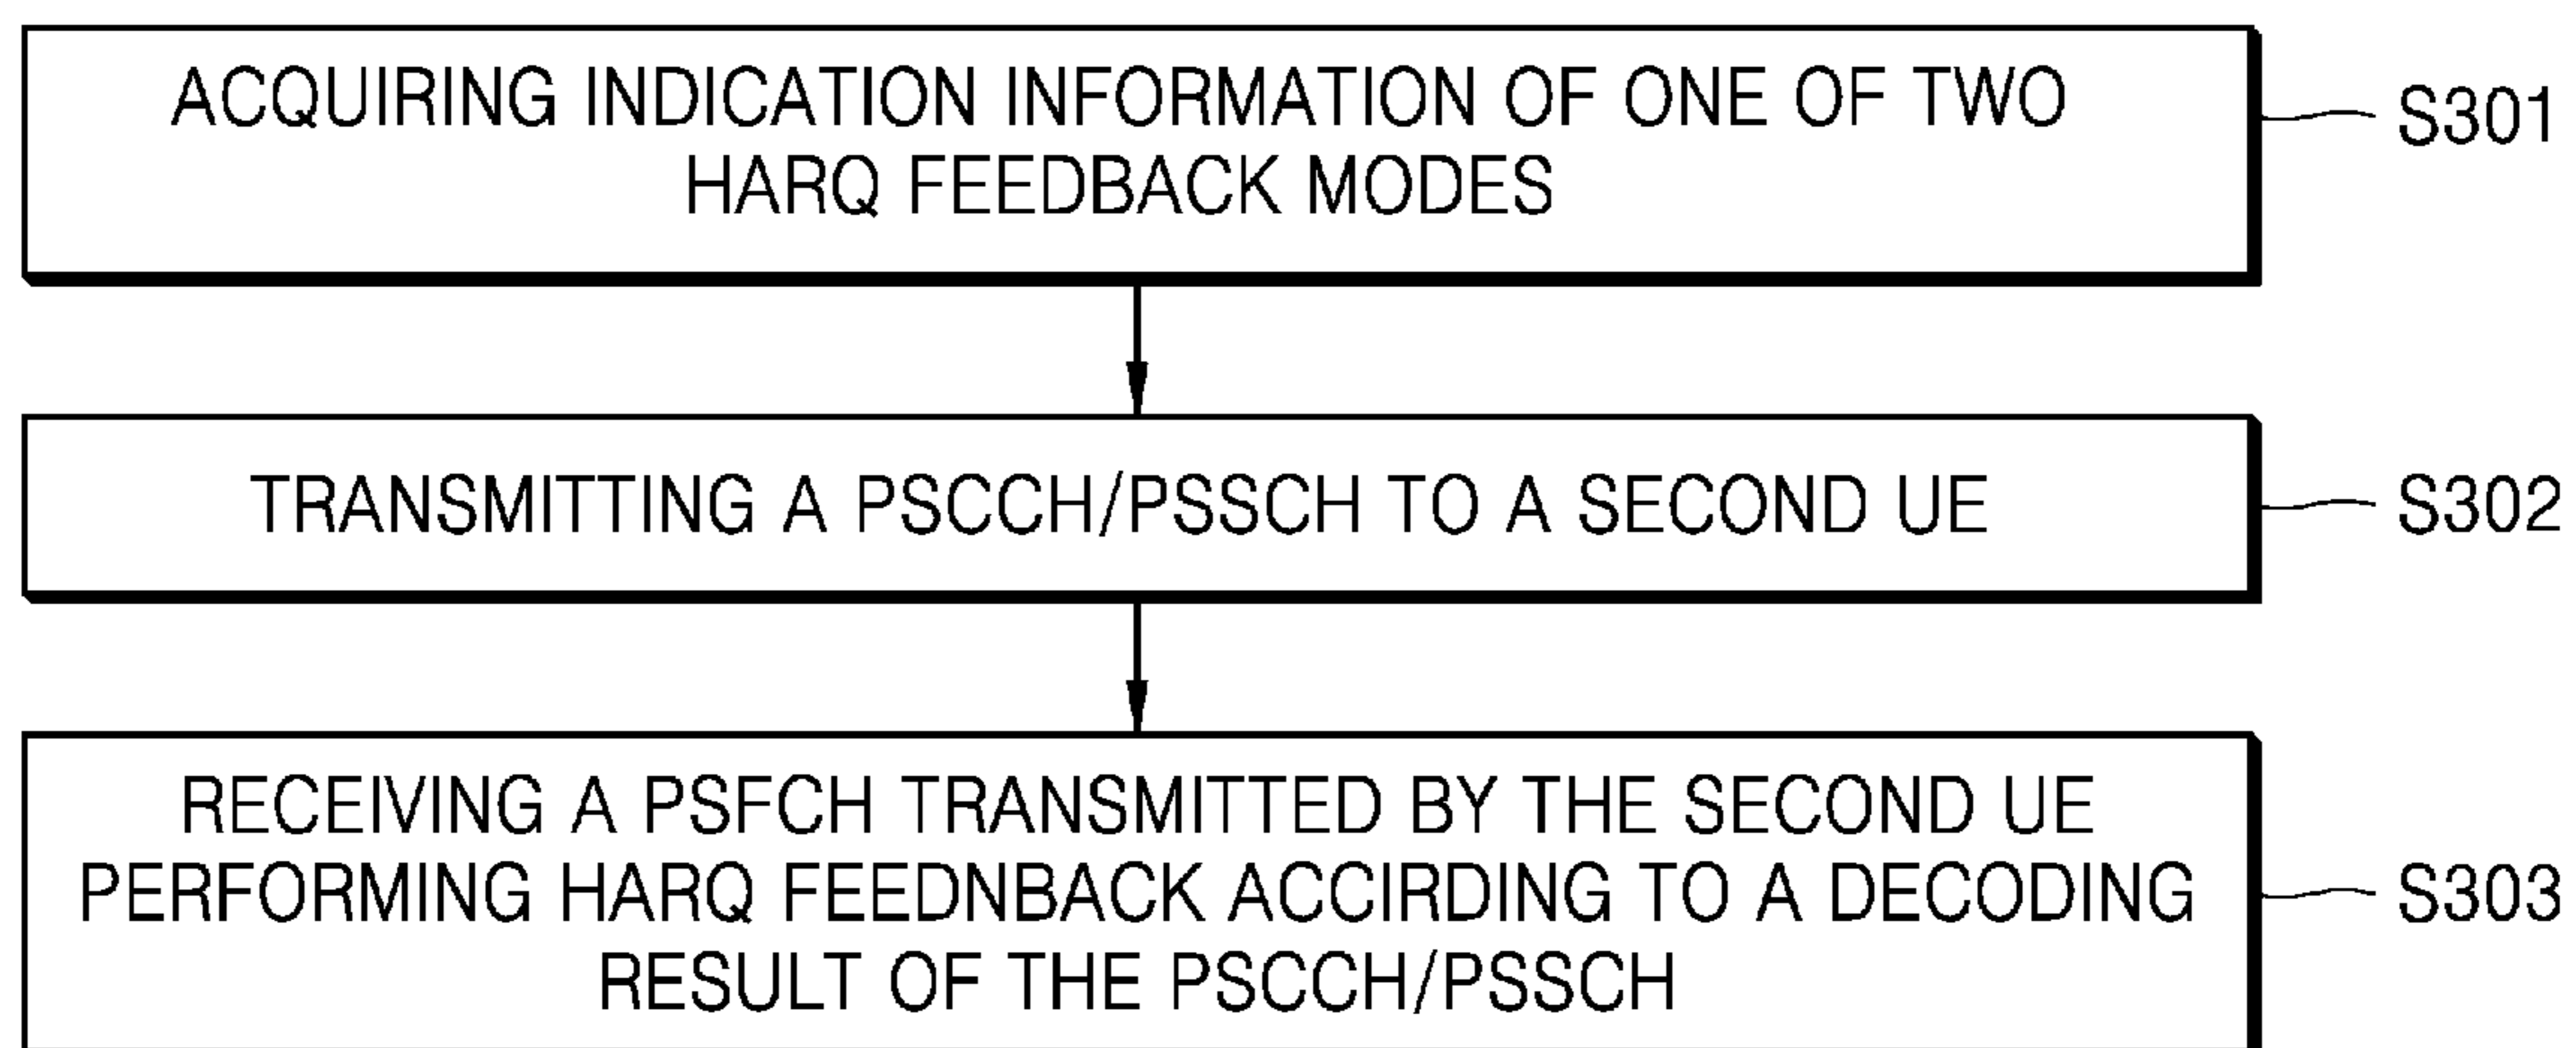 ACQUIRING INDICATION INFORMATION OF ONE OF TWO
HARQ FEEDBACK MODES
S301
TRANSMITTING A PSCCH/PSSCH TO A SECOND UE
S302
RECEIVING A PSFCH TRANSMITTED BY THE SECOND UE
PERFORMING HARQ FEEDNBACK ACCIRDING TO A DECODING
RESULT OF THE PSCCH/PSSCH
S303